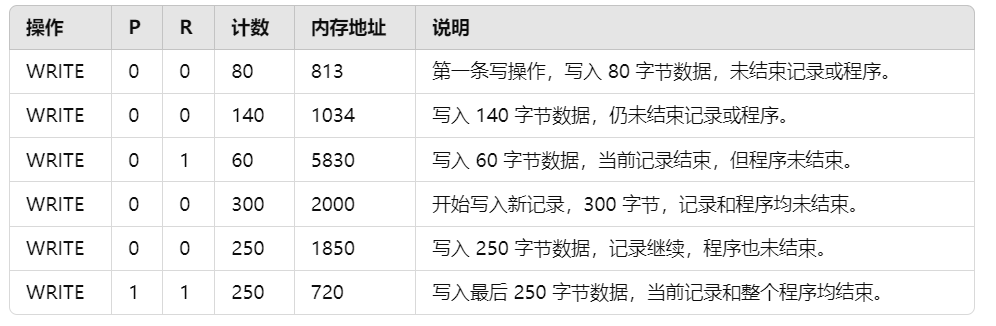 操作 P R 计数 内存地址 说明
WRITE 0 0 80 813 第一条写操作，写入 80 字节数据，未结束记录或程序。
WRITE 0 0 140 1034 写入 140 字节数据，仍未结束记录或程序。
WRITE 0 1 60 5830 写入 60 字节数据，当前记录结束，但程序未结束。
WRITE 0 0 300 2000 开始写入新记录，300 字节，记录和程序均未结束。
WRITE 0 0 250 1850 写入 250 字节数据，记录继续，程序也未结束。
WRITE 1 1 250 720 写入最后 250 字节数据，当前记录和整个程序均结束。